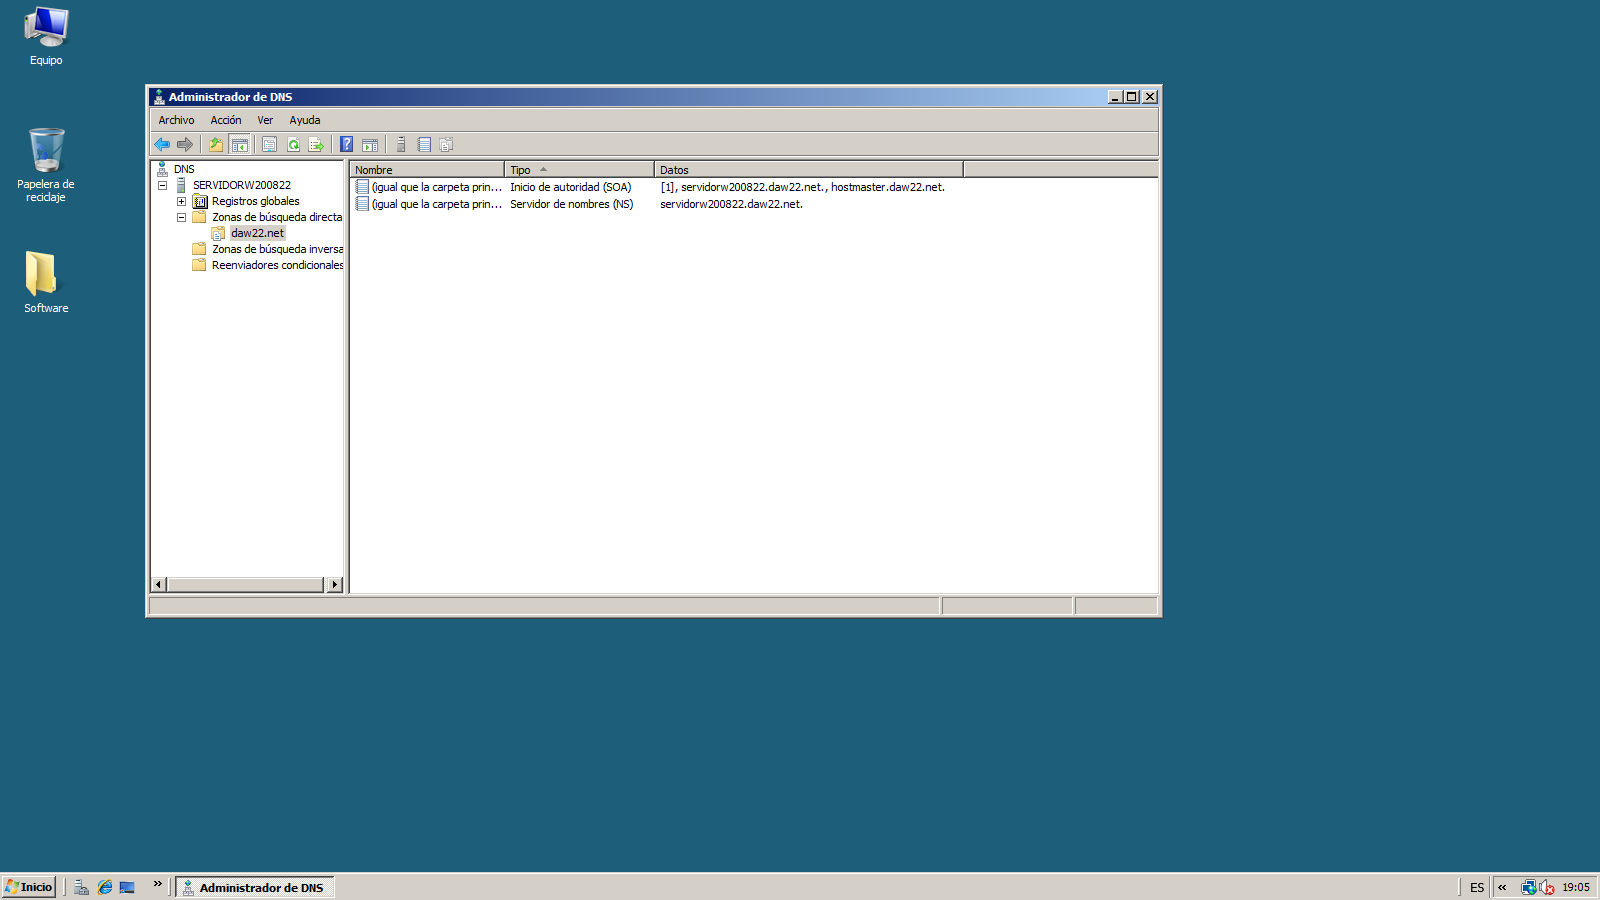 Equipo
Papelera de
reciclaje
Software
Administrador de DNS
Archivo Acción Ver Ayuda
DNS
SERVIDORW200822
Registros globales
Zonas de búsqueda directa
daw22.net
Zonas de búsqueda inversa
Reenviadores condicionales
Nombre Tipo Datos
(igual que la carpeta prin... Inicio de autoridad (SOA) [1], servidorw200822.daw22.net., hostmaster.daw22.net.
(igual que la carpeta prin... Servidor de nombres (NS) servidorw200822.daw22.net.
Inicio Administrador de DNS ES 19:05